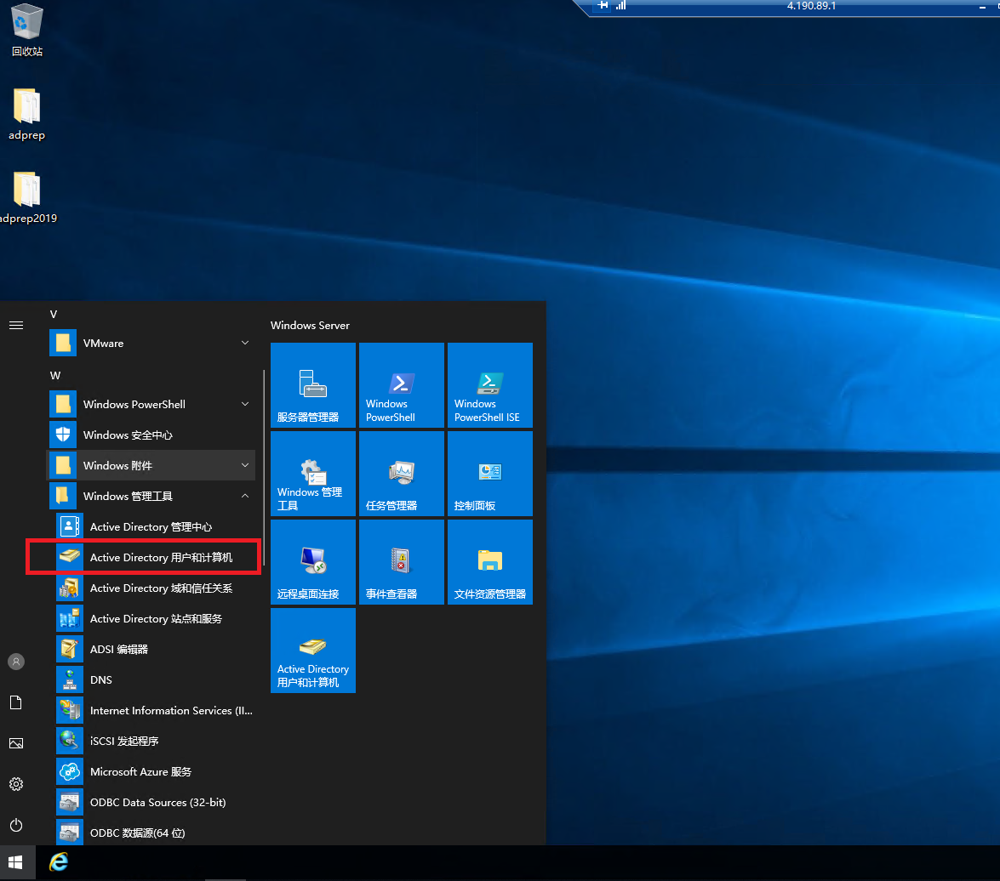 4.190.89.1
回收站
adprep
adprep2019
V
VMware
W
Windows PowerShell
Windows 安全中心
Windows 附件
Windows 管理工具
Active Directory 管理中心
Active Directory 用户和计算机
Active Directory 域和信任关系
Active Directory 站点和服务
ADSI 编辑器
DNS
Internet Information Services (II...
iSCSI 发起程序
Microsoft Azure 服务
ODBC Data Sources (32-bit)
ODBC 数据源(64 位)
Windows Server
服务器管理器
Windows
PowerShell
Windows
PowerShell ISE
Windows 管理
工具
任务管理器
控制面板
远程桌面连接
事件查看器
文件资源管理器
Active Directory
用户和计算机